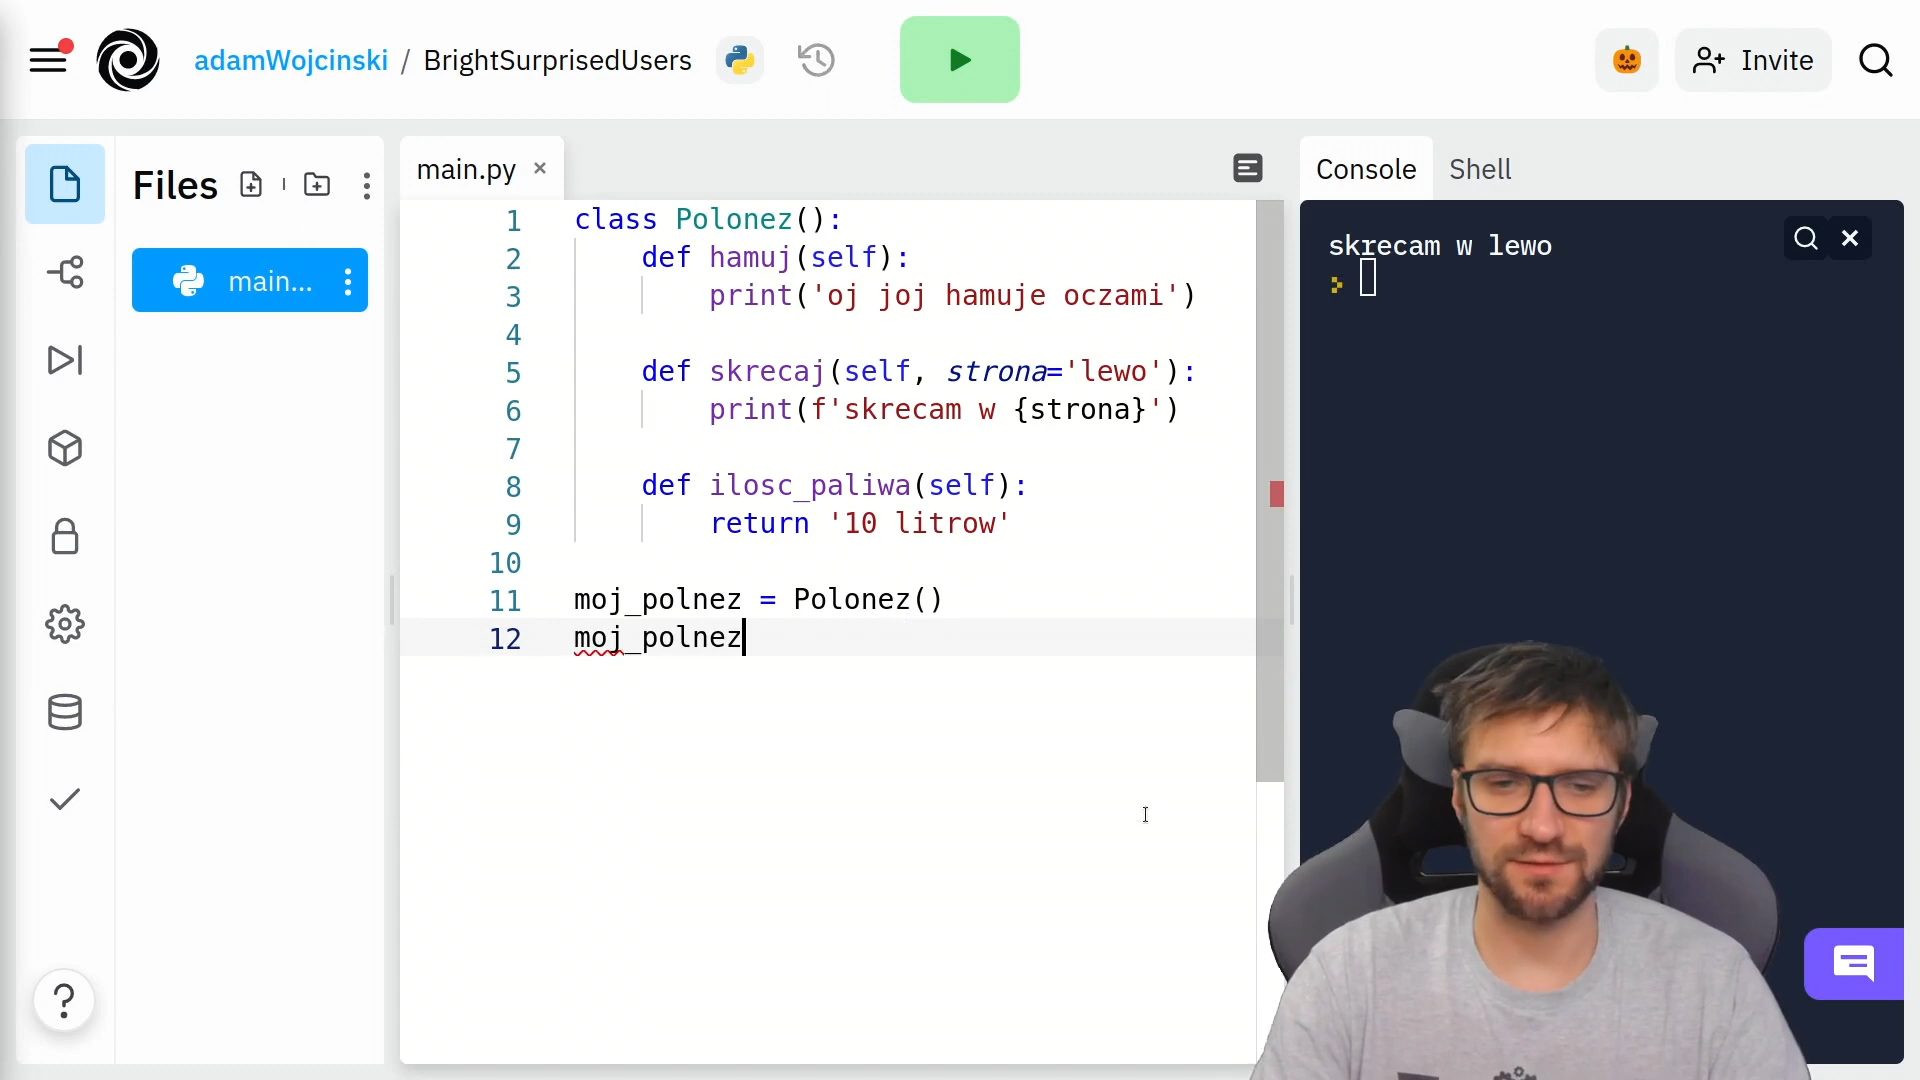 adamWojcinski / BrightSurprisedUsers
Invite
Files
main...
main.py
Console
Shell
1 class Polonez():
2 def hamuj(self):
3 print('oj joj hamuje oczami')
4
5 def skrecaj(self, strona='lewo'):
6 print(f'skrecam w {strona}')
7
8 def ilosc_paliwa(self):
9 return '10 litrow'
10
11 moj_polnez = Polonez()
12 moj_polnez
skrecam w lewo